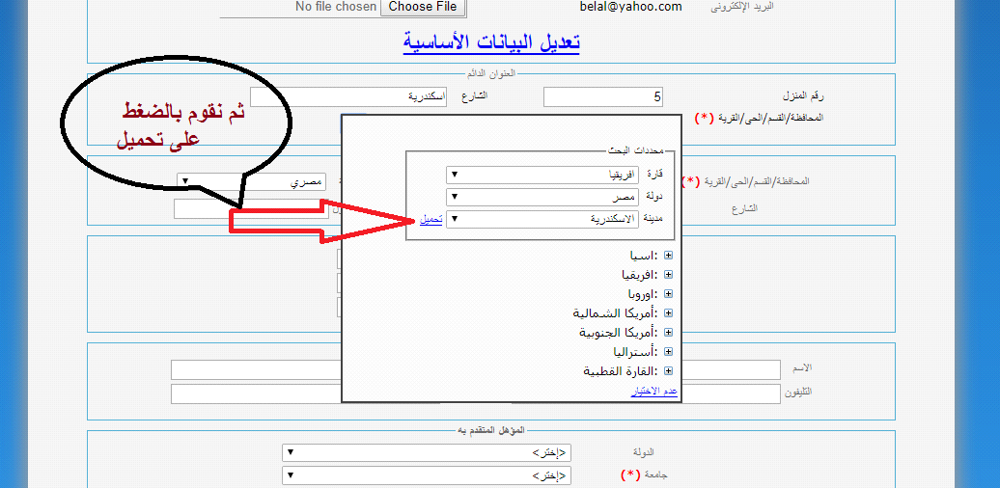 البريد الإلكترونى belal@yahoo.com Choose File No file chosen
تعديل البيانات الأساسية
العنوان الدائم
رقم المنزل 5 الشارع اسكندرية
المحافظة/القسم/الحى/القرية (*)
ثم نقوم بالضغط
على تحميل
محددات البحث
قارة افريقيا
دولة مصر
مدينة الاسكندرية تحميل
اسيا:
افريقيا:
اوروبا:
أمريكا الشمالية:
أمريكا الجنوبية:
أستراليا:
القارة القطبية:
عدم الاختيار
المحافظة/القسم/الحى/القرية (*)
مصري
الشارع
الاسم
التليفون
المؤهل المتقدم به
الدولة <إختر>
جامعة (*) <إختر>